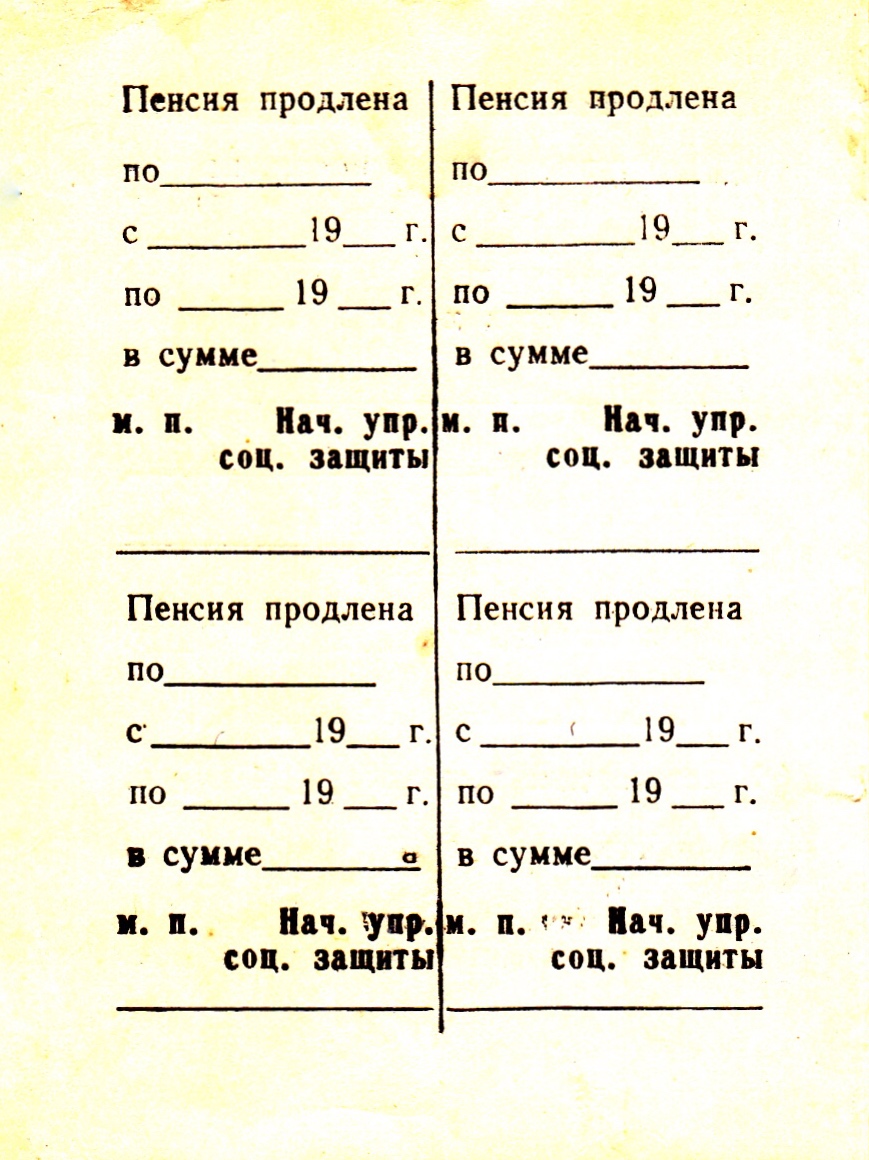 Пенсия продлена
по____________
с _________19___ г.
по ______ 19 ___ г.
в сумме_________
м. п. Нач. упр.
соц. защиты
Пенсия продлена
по____________
с _________19___ г.
по ______ 19 ___ г.
в сумме_________
м. п. Нач. упр.
соц. защиты
Пенсия продлена
по____________
с _________19___ г.
по ______ 19 ___ г.
в сумме_________
м. п. Нач. упр.
соц. защиты
Пенсия продлена
по____________
с _________19___ г.
по ______ 19 ___ г.
в сумме_________
м. п. Нач. упр.
соц. защиты